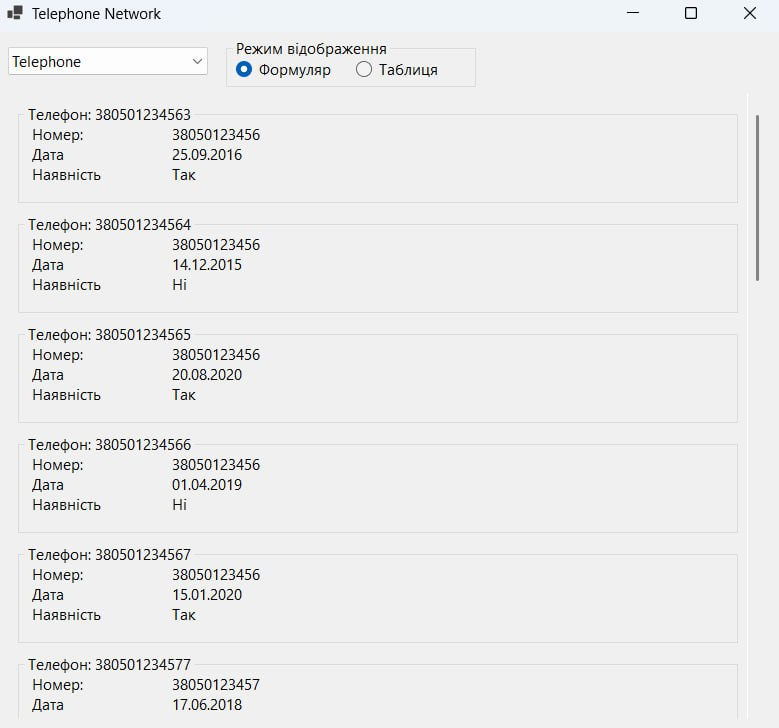 Telephone Network
Telephone
Режим відображення
Формуляр Таблиця
Телефон: 380501234563
Номер: 38050123456
Дата 25.09.2016
Наявність Так
Телефон: 380501234564
Номер: 38050123456
Дата 14.12.2015
Наявність Ні
Телефон: 380501234565
Номер: 38050123456
Дата 20.08.2020
Наявність Так
Телефон: 380501234566
Номер: 38050123456
Дата 01.04.2019
Наявність Ні
Телефон: 380501234567
Номер: 38050123456
Дата 15.01.2020
Наявність Так
Телефон: 380501234577
Номер: 38050123457
Дата 17.06.2018